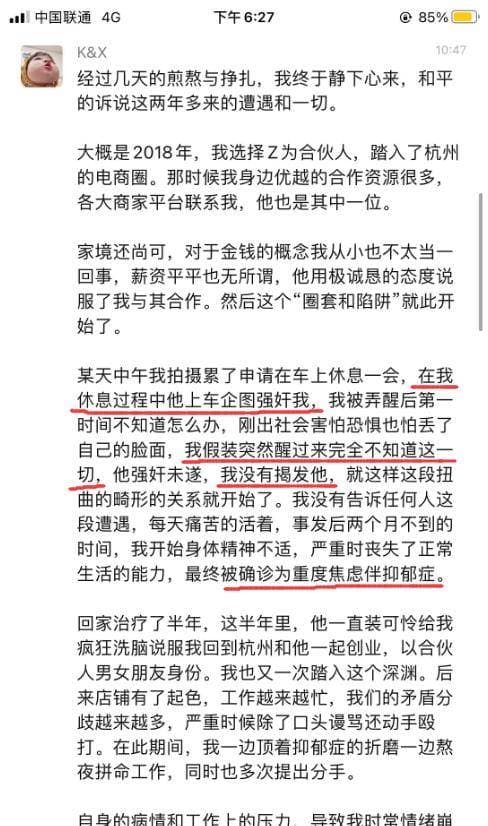 中国联通 4G 下午6:27 85%
K&X 10:47
经过几天的煎熬与挣扎，我终于静下心来，和平
的诉说这两年多来的遭遇和一切。
大概是2018年，我选择Z为合伙人，踏入了杭州
的电商圈。那时候我身边优越的合作资源很多，
各大商家平台联系我，他也是其中一位。
家境还尚可，对于金钱的概念我从小也不太当一
回事，薪资平平也无所谓，他用极诚恳的态度说
服了我与其合作。然后这个“圈套和陷阱”就此开
始了。
某天中午我拍摄累了申请在车上休息一会，在我
休息过程中他上车企图强奸我，我被弄醒后第一
时间不知道怎么办，刚出社会害怕恐惧也怕丢了
自己的脸面，我假装突然醒过来完全不知道这一
切，他强奸未遂，我没有揭发他，就这样这段扭
曲的畸形的关系就开始了。我没有告诉任何人这
段遭遇，每天痛苦的活着，事发后两个月不到的
时间，我开始身体精神不适，严重时丧失了正常
生活的能力，最终被确诊为重度焦虑伴抑郁症。
回家治疗了半年，这半年里，他一直装可怜给我
疯狂洗脑说服我回到杭州和他一起创业，以合伙
人男女朋友身份。我也又一次踏入这个深渊。后
来店铺有了起色，工作越来越忙，我们的矛盾分
歧越来越多，严重时候除了口头谩骂还动手殴
打。在此期间，我一边顶着抑郁症的折磨一边熬
夜拼命工作，同时也多次提出分手。
自身的病情和工作上的压力，导致我时常情绪崩